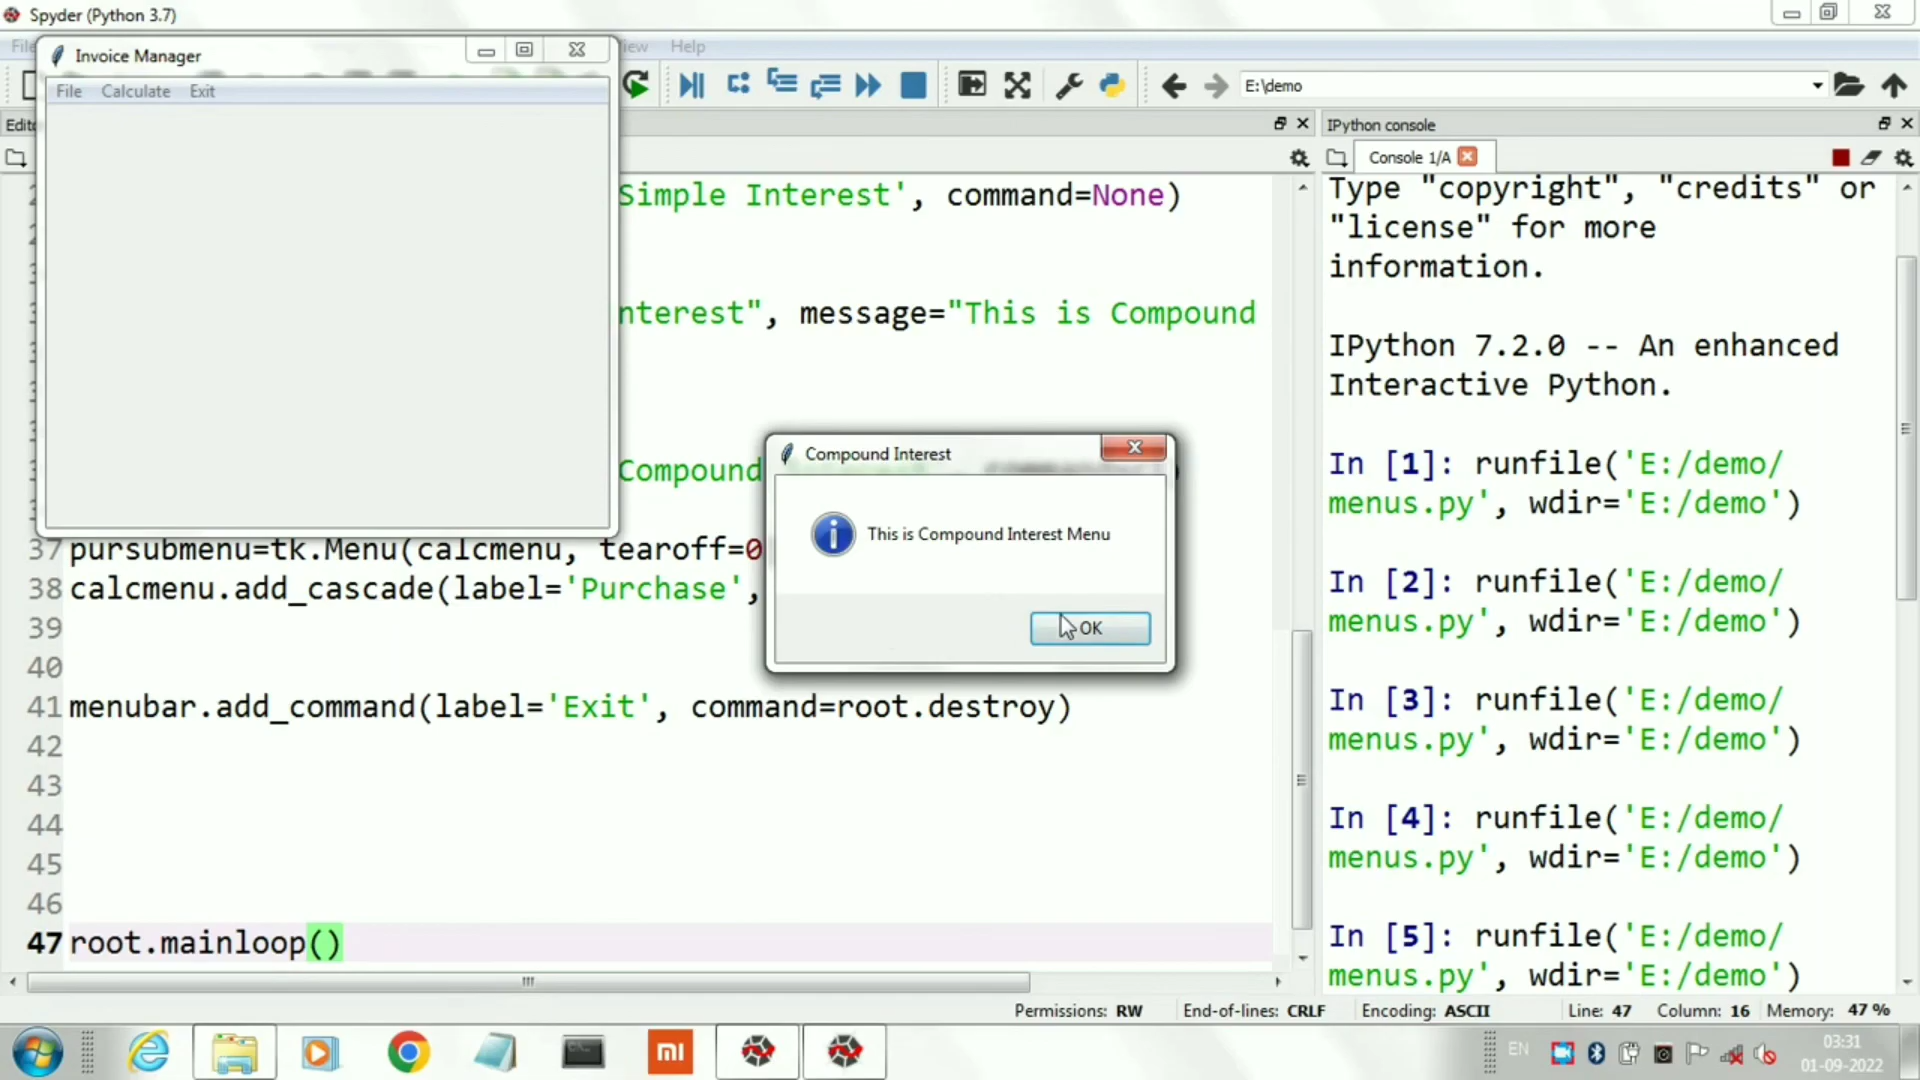 Spyder (Python 3.7)
File
iew Help
Invoice Manager
File Calculate Exit
E:\demo
Edito
IPython console
Console 1/A
Simple Interest', command=None)
nterest", message="This is Compound
Compound
37 pursubmenu=tk.Menu(calcmenu, tearoff=0
38 calcmenu.add_cascade(label='Purchase',
39
40
41 menubar.add_command(label='Exit', command=root.destroy)
42
43
44
45
46
47 root.mainloop()
Compound Interest
This is Compound Interest Menu
OK
Type "copyright", "credits" or
"license" for more
information.
IPython 7.2.0 -- An enhanced
Interactive Python.
In [1]: runfile('E:/demo/
menus.py', wdir='E:/demo')
In [2]: runfile('E:/demo/
menus.py', wdir='E:/demo')
In [3]: runfile('E:/demo/
menus.py', wdir='E:/demo')
In [4]: runfile('E:/demo/
menus.py', wdir='E:/demo')
In [5]: runfile('E:/demo/
menus.py', wdir='E:/demo')
Permissions: RW End-of-lines: CRLF Encoding: ASCII Line: 47 Column: 16 Memory: 47 %
mi
EN
03:31
01-09-2022